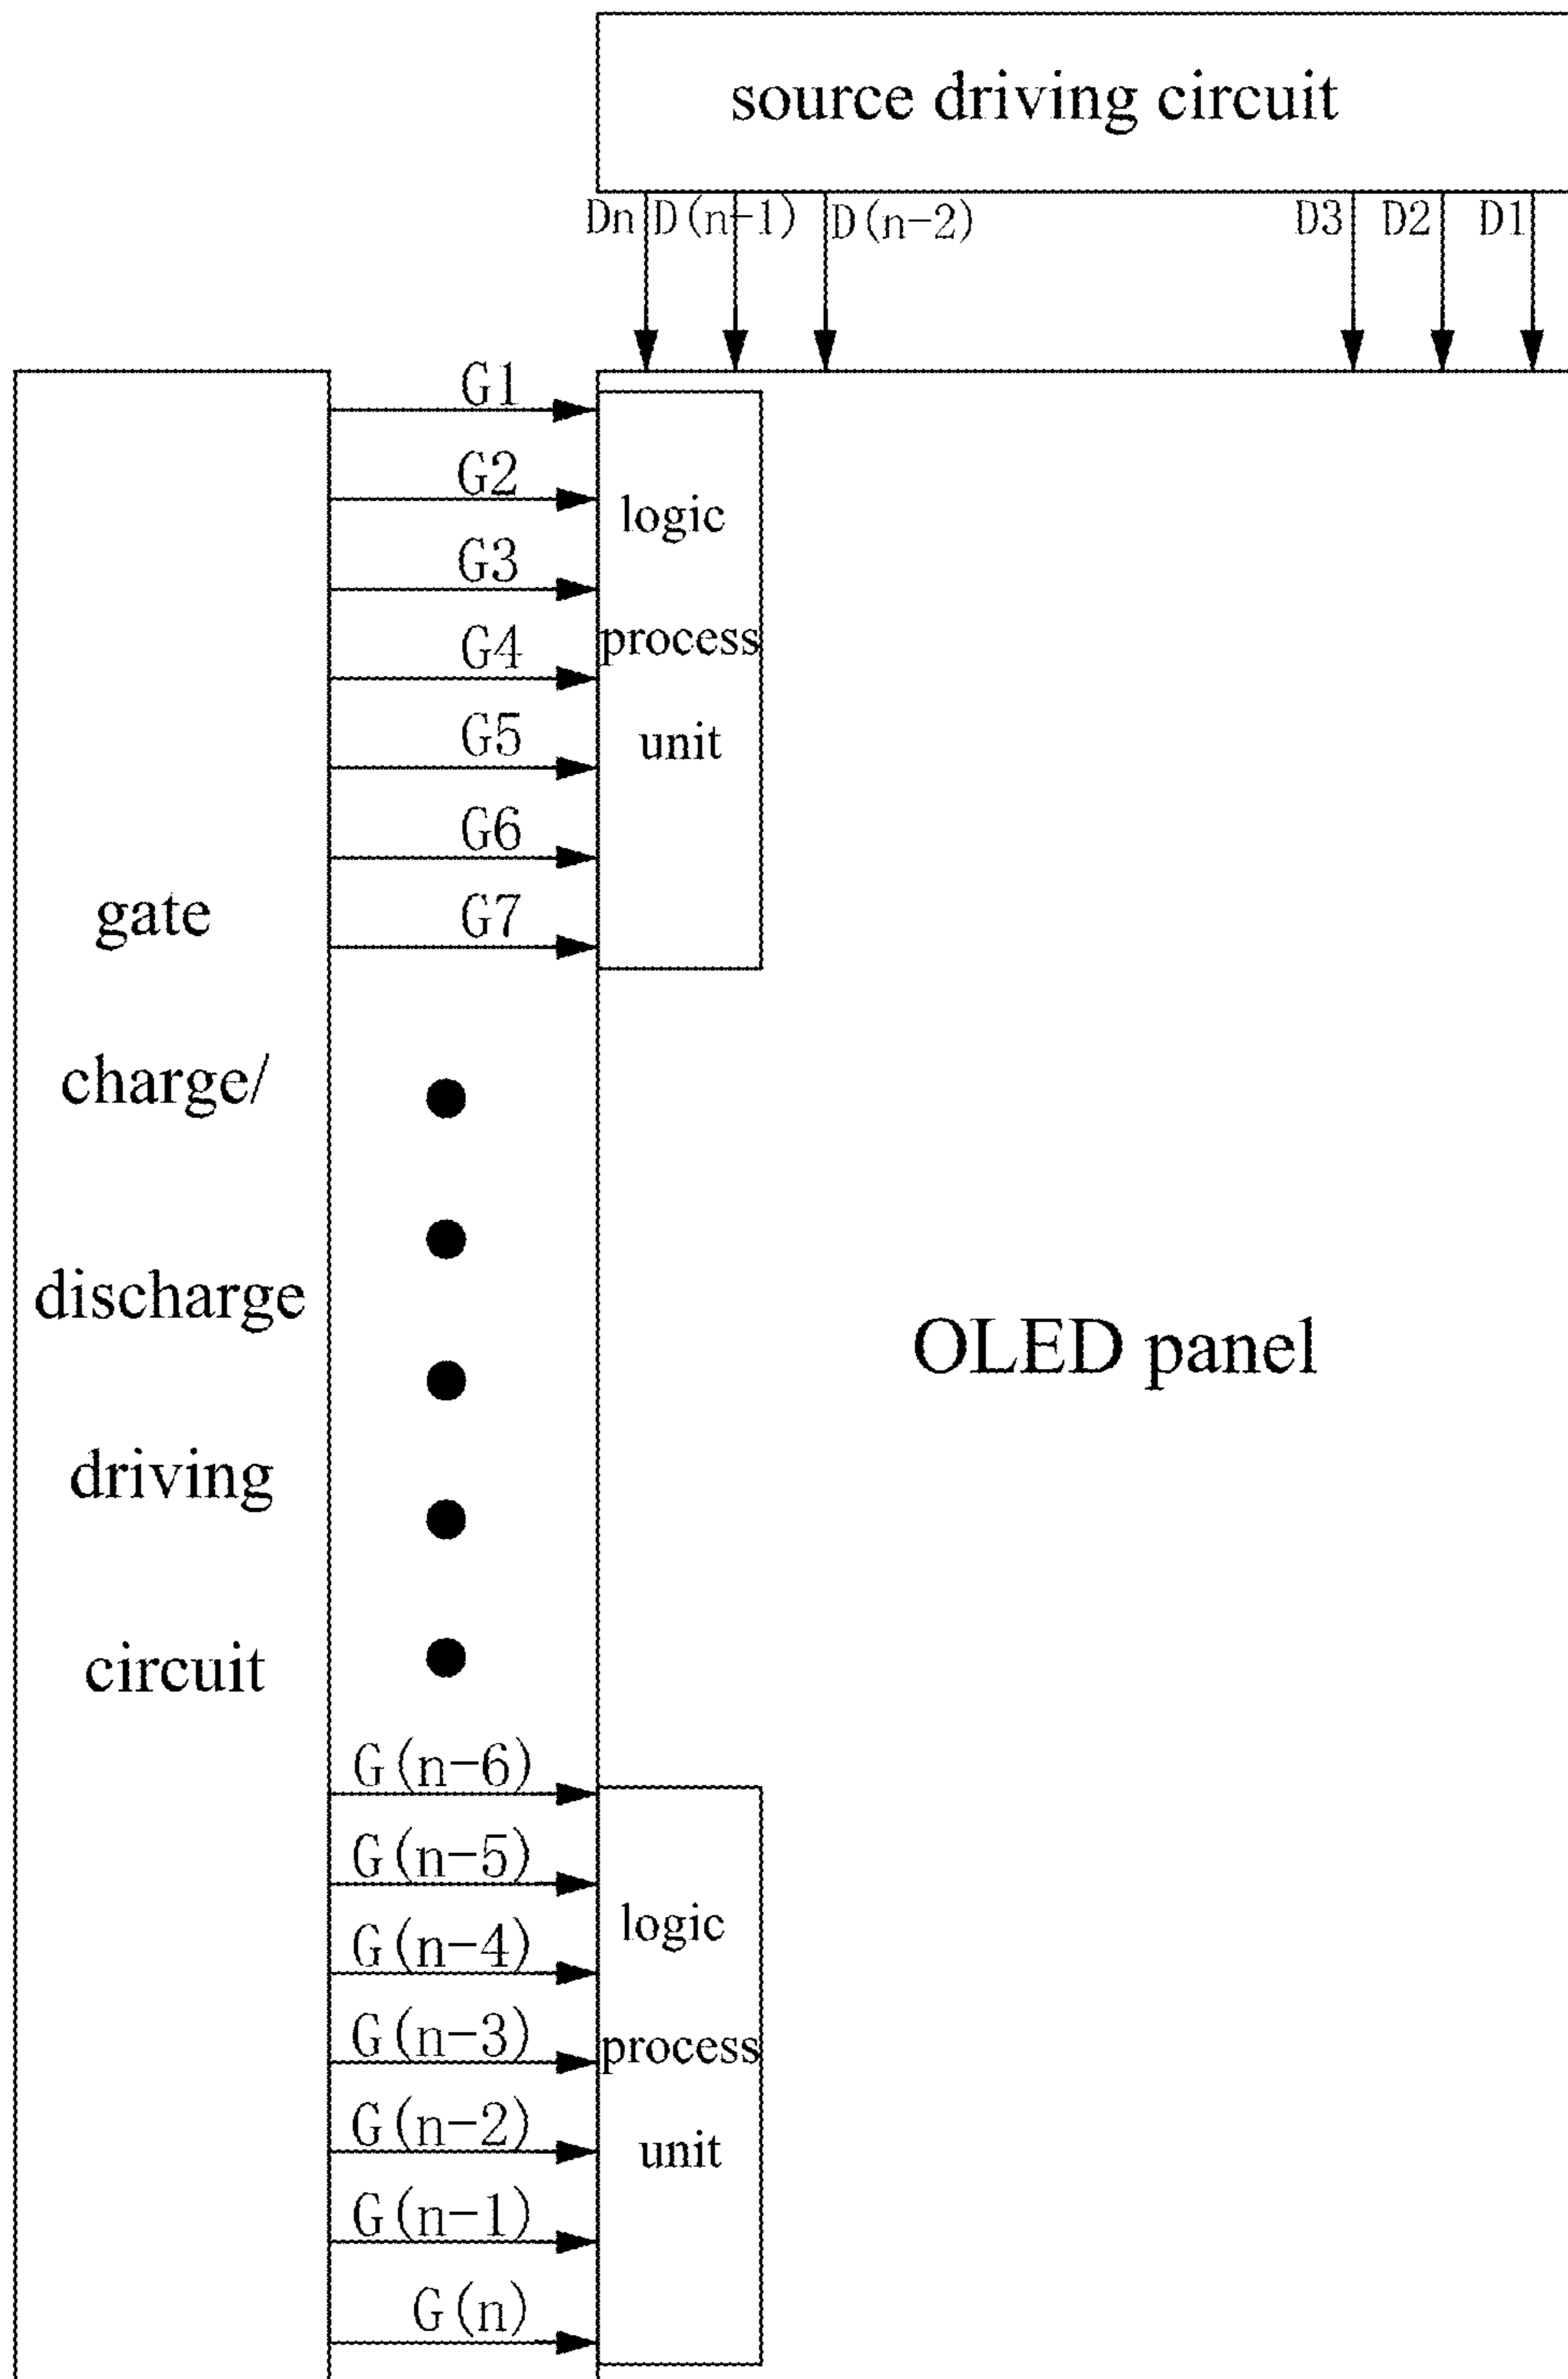 source driving circuit
Dn D(n-1) D(n-2) D3 D2 D1
G1
G2
G3
G4
G5
G6
G7
logic
process
unit
gate
charge/
discharge
driving
circuit
OLED panel
G(n-6)
G(n-5)
G(n-4)
G(n-3)
G(n-2)
G(n-1)
G(n)
logic
process
unit